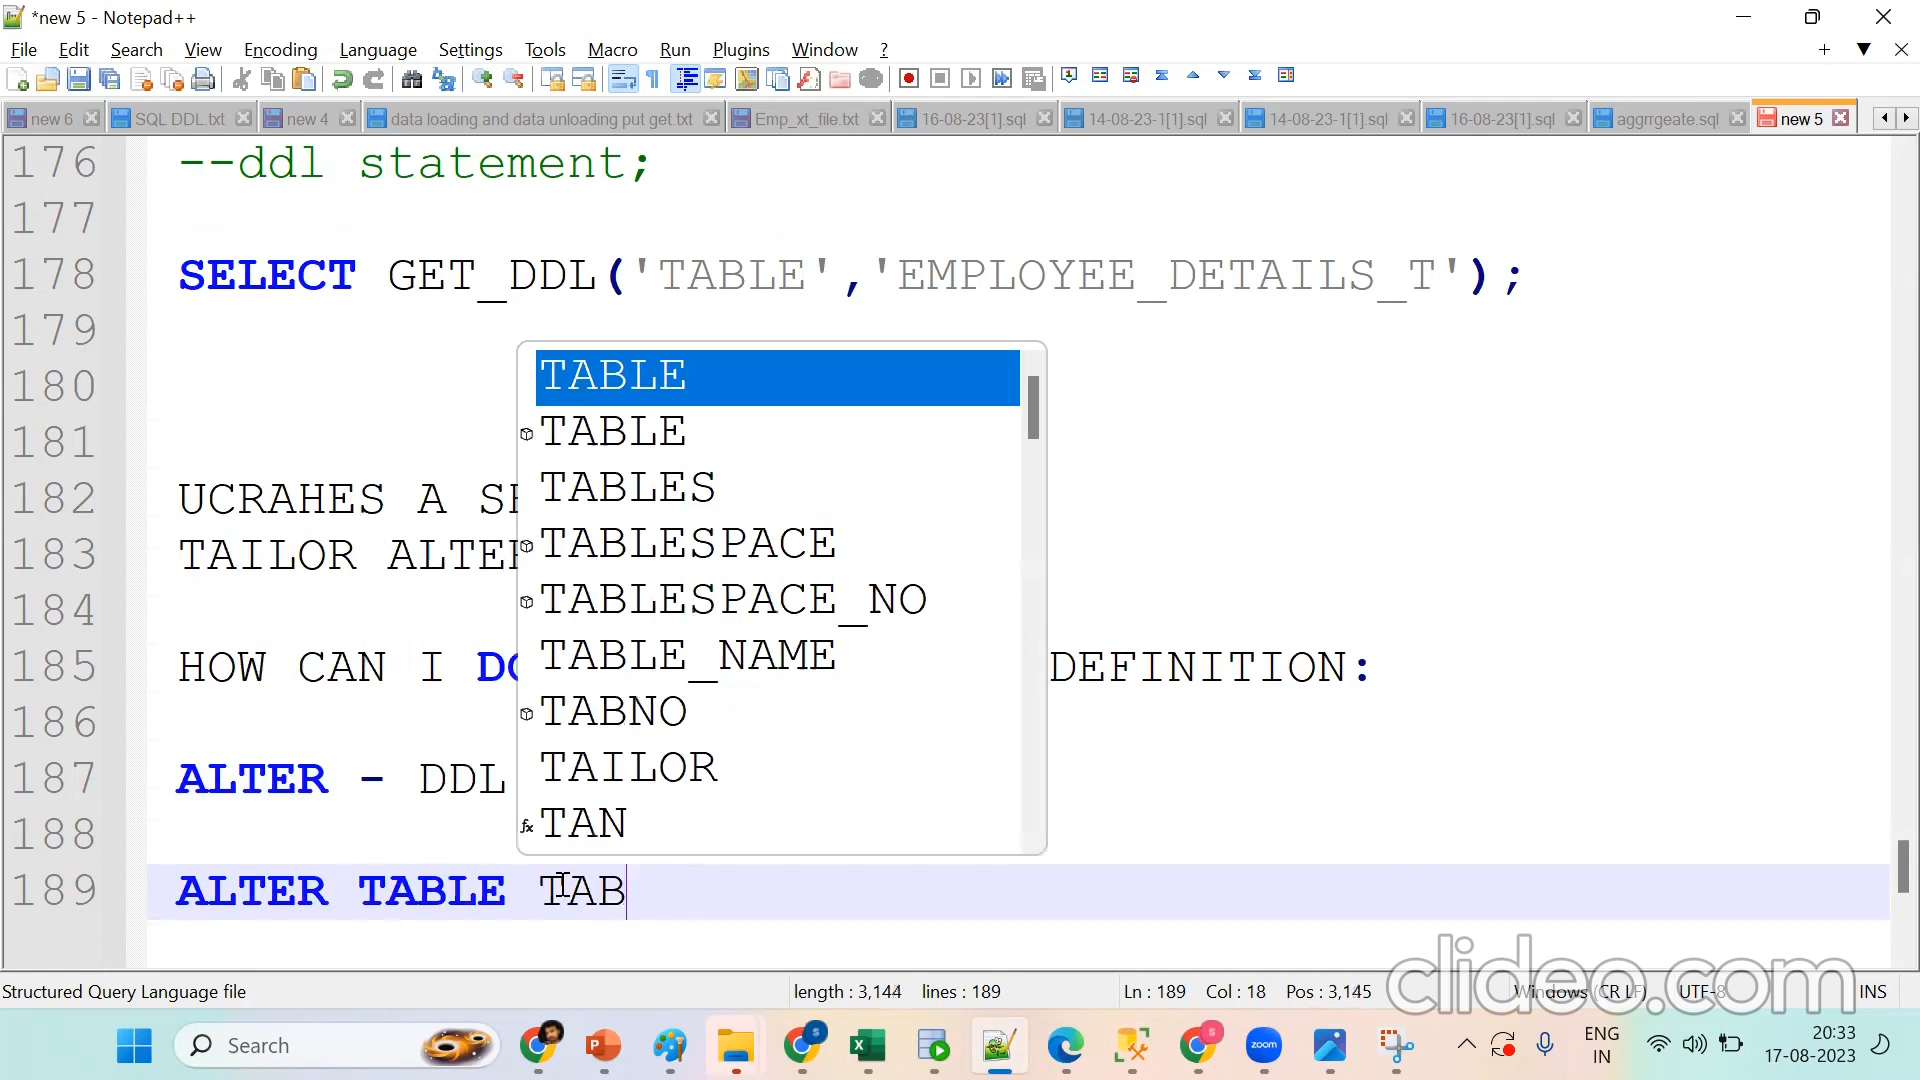 *new 5 - Notepad++
File Edit Search View Encoding Language Settings Tools Macro Run Plugins Window ?
new 6 SQL DDL.txt new 4 data loading and data unloading put get.txt Emp_xt_file.txt 16-08-23[1].sql 14-08-23-1[1].sql 14-08-23-1[1].sql 16-08-23[1].sql aggrrgeate.sql new 5
176 --ddl statement;
177
178 SELECT GET_DDL('TABLE','EMPLOYEE_DETAILS_T');
179
TABLE
180
TABLE
181
TABLES
182 UCRAHES A SE
TABLESPACE
183 TAILOR ALTER
TABLESPACE_NO
184
TABLE_NAME
185 HOW CAN I DO DEFINITION:
TABNO
186
TAILOR
187 ALTER - DDL
TAN
188
189 ALTER TABLE TAB
Structured Query Language file length : 3,144 lines : 189 Ln : 189 Col : 18 Pos : 3,145 Windows (CR LF) UTF-8 INS
clideo.com
Search zoom ENG IN 20:33 17-08-2023